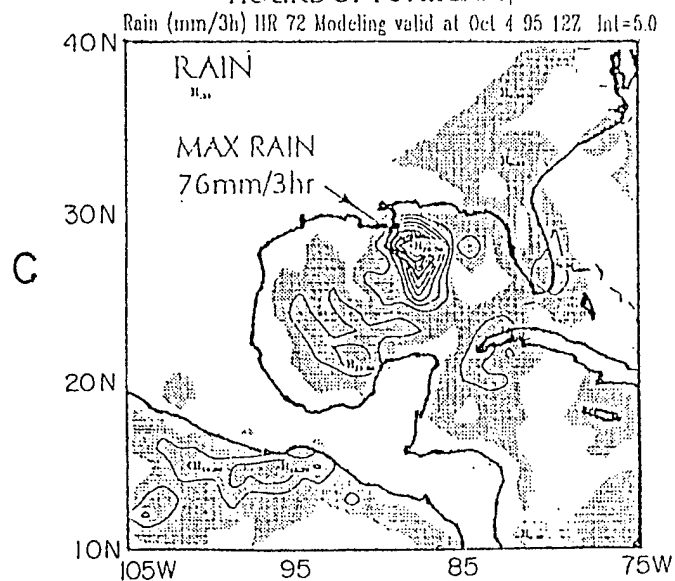 Rain (mm/3h) HR 72 Modeling valid at Oct 4 95 12Z Int=5.0
40N
RAIN
MAX RAIN
76mm/3hr
30N
C
20N
10N
105W 95 85 75W